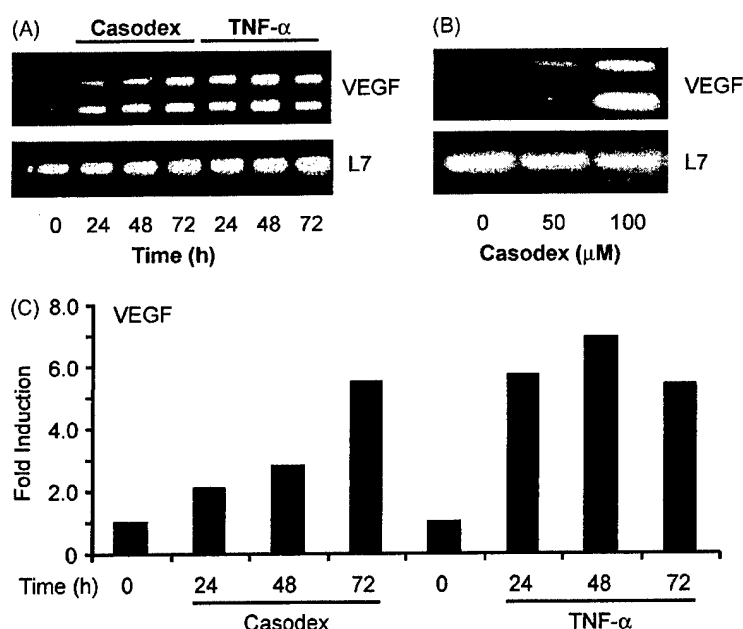 (A)
Casodex TNF-α
VEGF
L7
0 24 48 72 24 48 72
Time (h)
(B)
VEGF
L7
0 50 100
Casodex (μM)
(C)
VEGF
8.0
6.0
4.0
2.0
0
Fold Induction
Time (h) 0 24 48 72 0 24 48 72
Casodex TNF-α